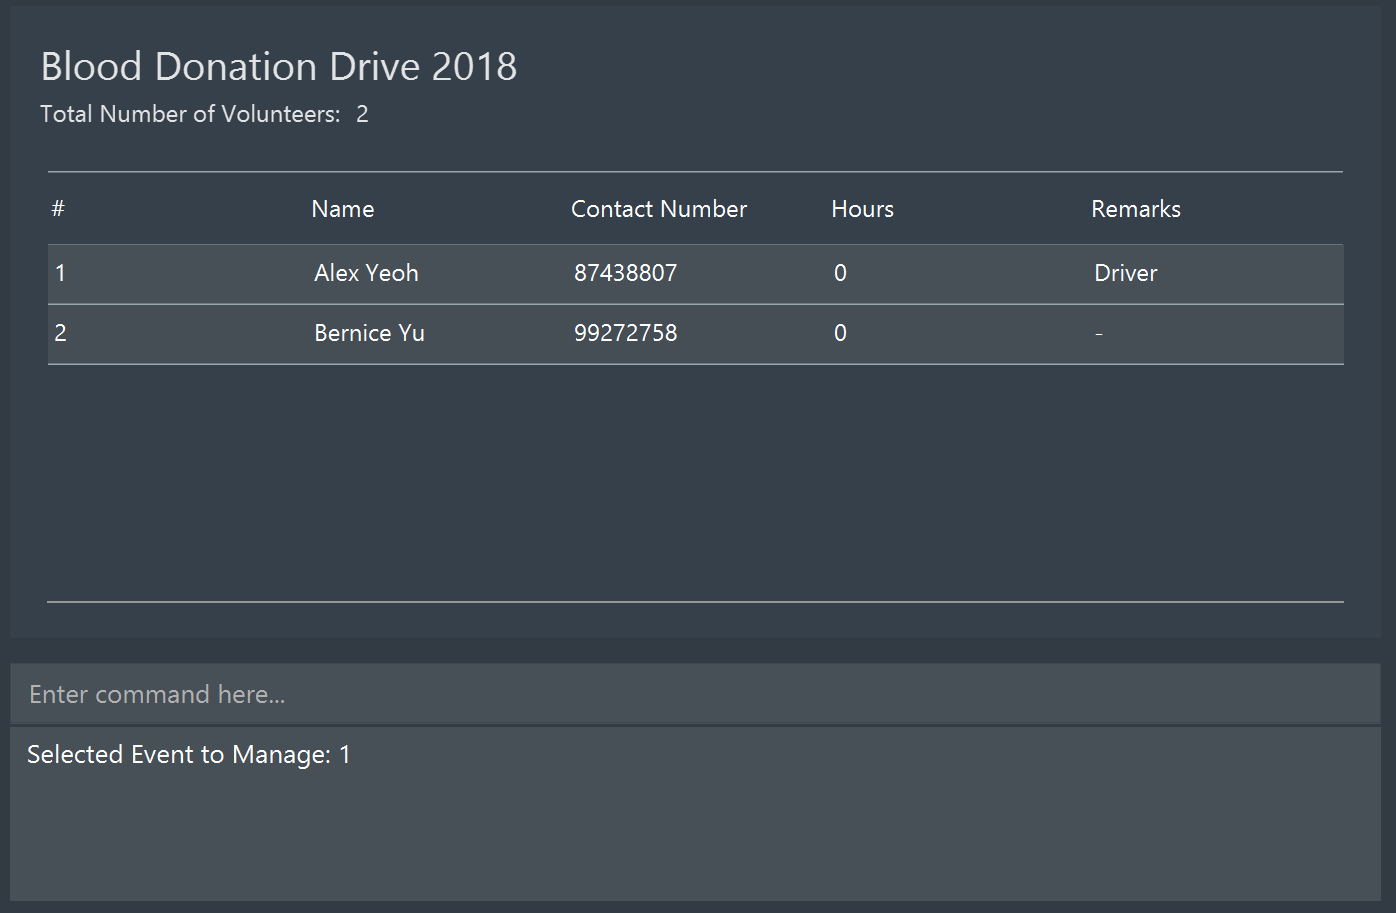 Blood Donation Drive 2018
Total Number of Volunteers: 2
# Name Contact Number Hours Remarks
1 Alex Yeoh 87438807 0 Driver
2 Bernice Yu 99272758 0 -
Enter command here...
Selected Event to Manage: 1